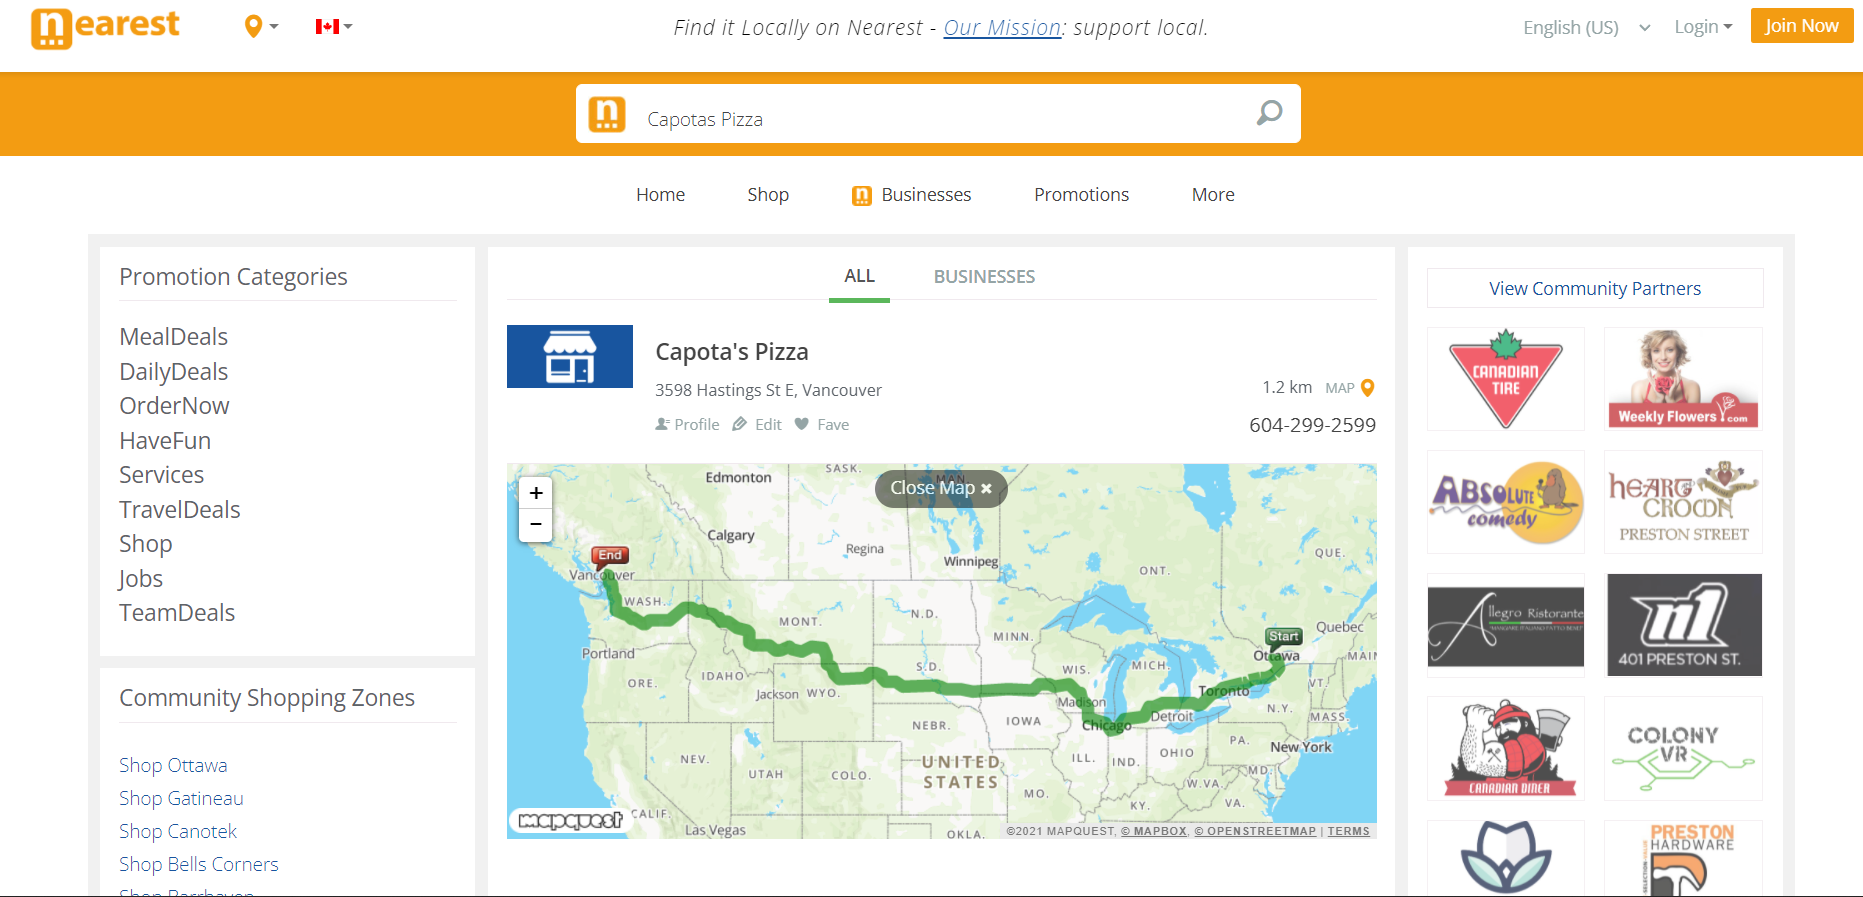 nearest
Find it Locally on Nearest - Our Mission: support local.
English (US)
Login
Join Now
n
Capotas Pizza
Home
Shop
n
Businesses
Promotions
More
Promotion Categories
MealDeals
DailyDeals
OrderNow
HaveFun
Services
TravelDeals
Shop
Jobs
TeamDeals
Community Shopping Zones
Shop Ottawa
Shop Gatineau
Shop Canotek
Shop Bells Corners
Shop Barrhaven
ALL
BUSINESSES
Capota's Pizza
3598 Hastings St E, Vancouver
1.2 km MAP
Profile
Edit
Fave
604-299-2599
+
−
Close Map ×
Edmonton
SASK.
MAN.
Calgary
Regina
Winnipeg
ONT.
QUE.
End
Vancouver
WASH.
MONT.
N.D.
MINN.
Start
Quebec
Ottawa
MAIN
Portland
ORE.
IDAHO
Jackson
WYO.
S.D.
WIS.
MICH.
Toronto
VT.
Madison
Detroit
N.Y.
MASS.
Chicago
NEBR.
IOWA
PA.
New York
NEV.
UTAH
COLO.
UNITED
STATES
ILL.
IND.
OHIO
MD.
W.VA.
MO.
KY.
VA.
CALIF.
Las Vegas
OKLA.
mapquest
©2021 MAPQUEST, © MAPBOX, © OPENSTREETMAP | TERMS
View Community Partners
CANADIAN
TIRE
Weekly Flowers.com
ABSOLUTE
comedy
HEART AND
CROWN
PRESTON STREET
Allegro Ristorante
n1
401 PRESTON ST.
CANADIAN DINER
COLONY
VR
PRESTON
HARDWARE